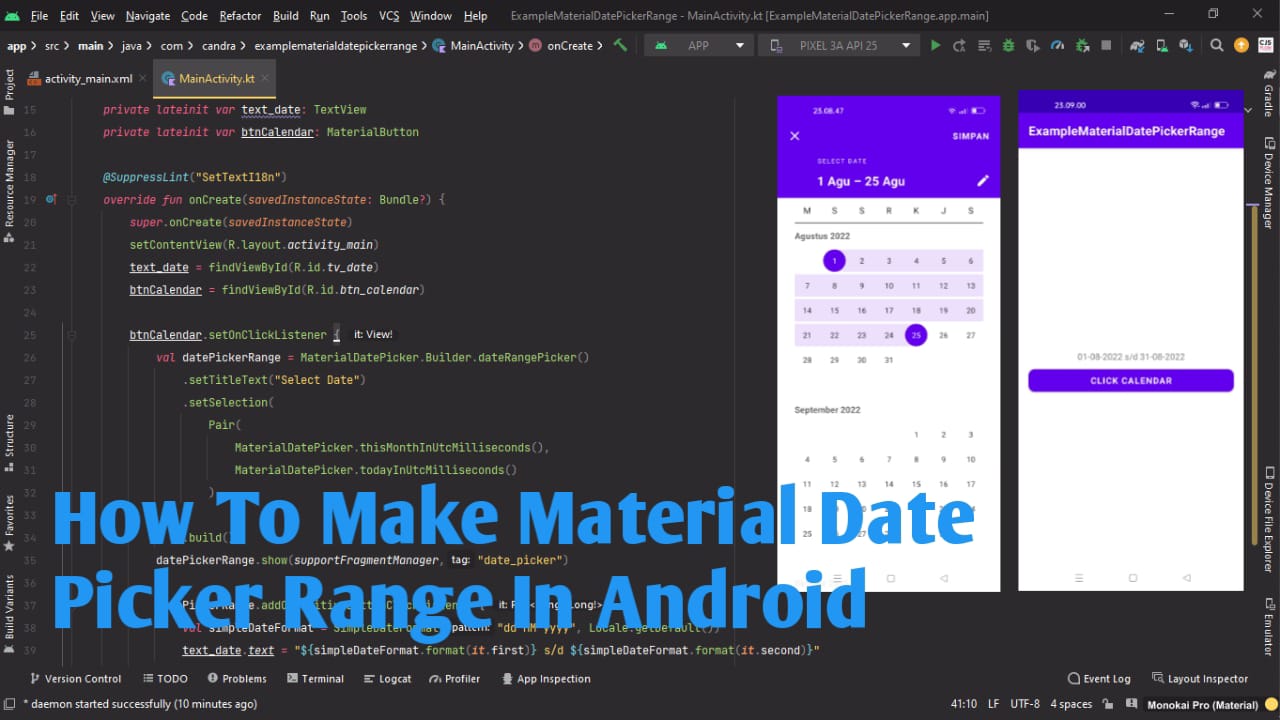 File Edit View Navigate Code Refactor Build Run Tools VCS Window Help ExampleMaterialDatePickerRange - MainActivity.kt [ExampleMaterialDatePickerRange.app.main]
app src main java com candra examplematerialdatepickerrange MainActivity onCreate APP PIXEL 3A API 25
activity_main.xml MainActivity.kt
Project
Resource Manager
Structure
Favorites
Build Variants
15 private lateinit var text_date: TextView
16 private lateinit var btnCalendar: MaterialButton
17
18 @SuppressLint("SetTextI18n")
19 override fun onCreate(savedInstanceState: Bundle?) {
20 super.onCreate(savedInstanceState)
21 setContentView(R.layout.activity_main)
22 text_date = findViewById(R.id.tv_date)
23 btnCalendar = findViewById(R.id.btn_calendar)
24
25 btnCalendar.setOnClickListener { it: View!
26 val datePickerRange = MaterialDatePicker.Builder.dateRangePicker()
27 .setTitleText("Select Date")
28 .setSelection(
29 Pair(
30 MaterialDatePicker.thisMonthInUtcMilliseconds(),
31 MaterialDatePicker.todayInUtcMilliseconds()
32 )
33
.build()
35 datePickerRange.show(supportFragmentManager, tag: "date_picker")
36
37
38 val simpleDateFormat = SimpleDateFormat( pattern: "dd MM yyyy", Locale.getDefault())
39 text_date.text = "${simpleDateFormat.format(it.first)} s/d ${simpleDateFormat.format(it.second)}"
How To Make Material Date
Picker Range In Android
23.08.47
SIMPAN
SELECT DATE
1 Agu – 25 Agu
M S S R K J S
Agustus 2022
1 2 3 4 5 6
7 8 9 10 11 12 13
14 15 16 17 18 19 20
21 22 23 24 25 26 27
28 29 30 31
September 2022
1 2 3
4 5 6 7 8 9 10
11 12 13 14 15 16 17
18
25
23.09.00
ExampleMaterialDatePickerRange
01-08-2022 s/d 31-08-2022
CLICK CALENDAR
Gradle
Device Manager
Device File Explorer
Emulator
Version Control TODO Problems Terminal Logcat Profiler App Inspection Event Log Layout Inspector
* daemon started successfully (10 minutes ago) 41:10 LF UTF-8 4 spaces Monokai Pro (Material)